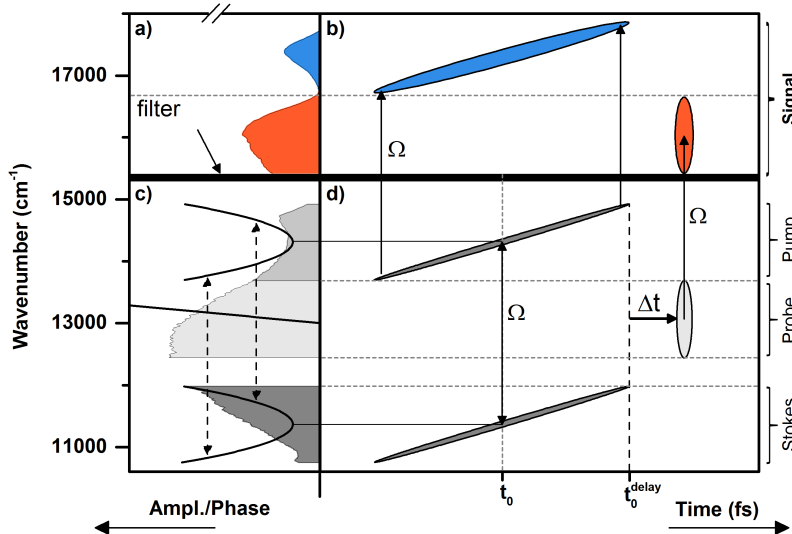 a)
b)
17000
filter
Ω
Ω
Signal
c)
d)
15000
13000
11000
Wavenumber (cm⁻¹)
Ω
Δt
Pump
Probe
Stokes
t₀
t₀^delay
Ampl./Phase
Time (fs)